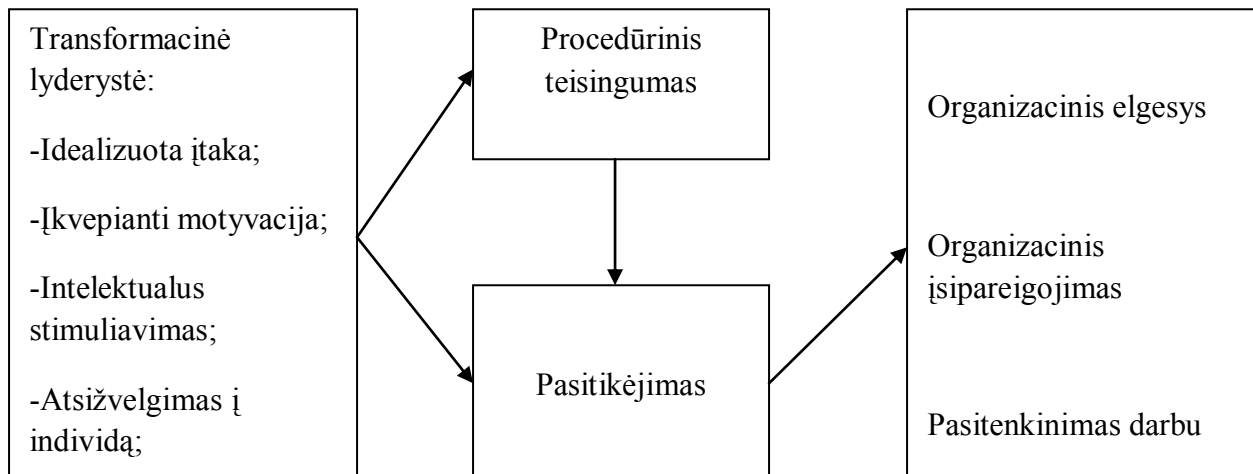 Transformacinė
lyderystė:
-Idealizuota įtaka;
-Įkvepianti motyvacija;
-Intelektualus
stimuliavimas;
-Atsižvelgimas į
individą;
Procedūrinis
teisingumas
Pasitikėjimas
Organizacinis elgesys
Organizacinis
įsipareigojimas
Pasitenkinimas darbu